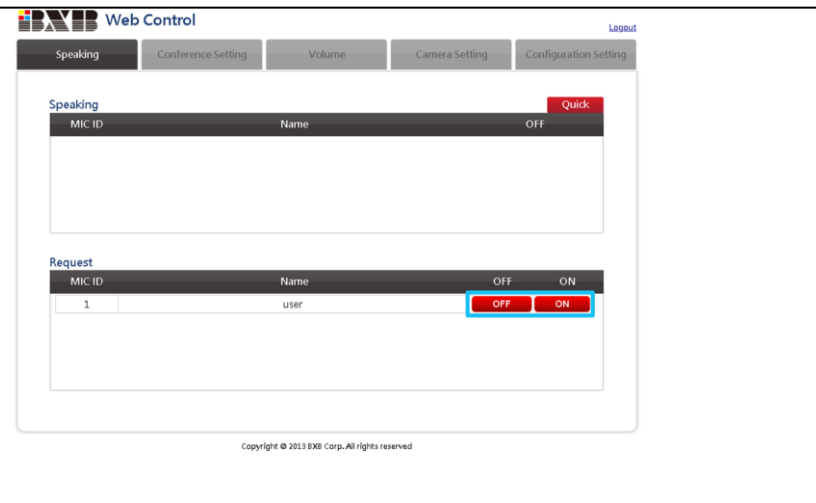 BXB Web Control
Logout
Speaking Conference Setting Volume Camera Setting Configuration Setting
Speaking Quick
MIC ID Name OFF
Request
MIC ID Name OFF ON
1 user OFF ON
Copyright © 2013 BXB Corp. All rights reserved